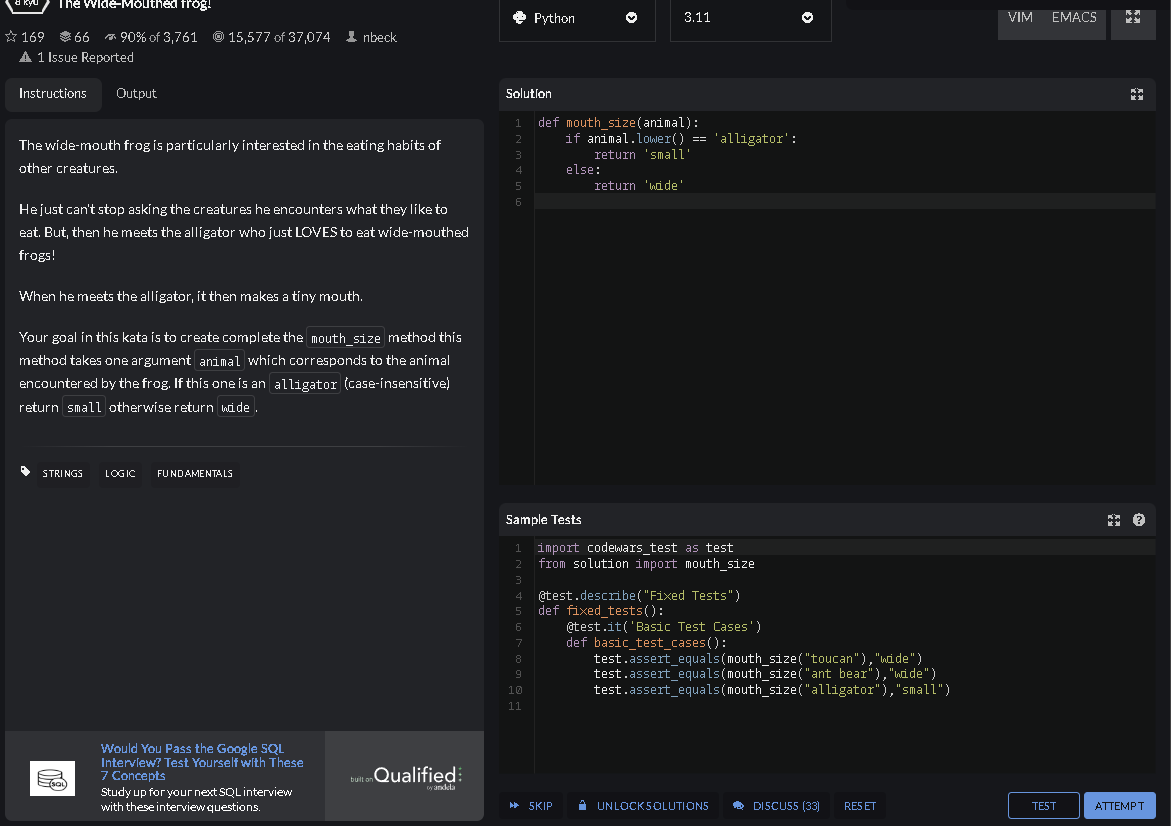 8 kyu The Wide-Mouthed frog!
169 66 90% of 3,761 15,577 of 37,074 nbeck
1 Issue Reported
Python
3.11
VIM EMACS
Instructions Output
The wide-mouth frog is particularly interested in the eating habits of
other creatures.
He just can't stop asking the creatures he encounters what they like to
eat. But, then he meets the alligator who just LOVES to eat wide-mouthed
frogs!
When he meets the alligator, it then makes a tiny mouth.
Your goal in this kata is to create complete the mouth_size method this
method takes one argument animal which corresponds to the animal
encountered by the frog. If this one is an alligator (case-insensitive)
return small otherwise return wide.
STRINGS LOGIC FUNDAMENTALS
SQL
Would You Pass the Google SQL
Interview? Test Yourself with These
7 Concepts
Study up for your next SQL interview
with these interview questions.
built on Qualified
by andela
Solution
1 def mouth_size(animal):
2 if animal.lower() == 'alligator':
3 return 'small'
4 else:
5 return 'wide'
6
Sample Tests
1 import codewars_test as test
2 from solution import mouth_size
3
4 @test.describe("Fixed Tests")
5 def fixed_tests():
6 @test.it('Basic Test Cases')
7 def basic_test_cases():
8 test.assert_equals(mouth_size("toucan"),"wide")
9 test.assert_equals(mouth_size("ant bear"),"wide")
10 test.assert_equals(mouth_size("alligator"),"small")
11
SKIP UNLOCK SOLUTIONS DISCUSS (33) RESET TEST ATTEMPT